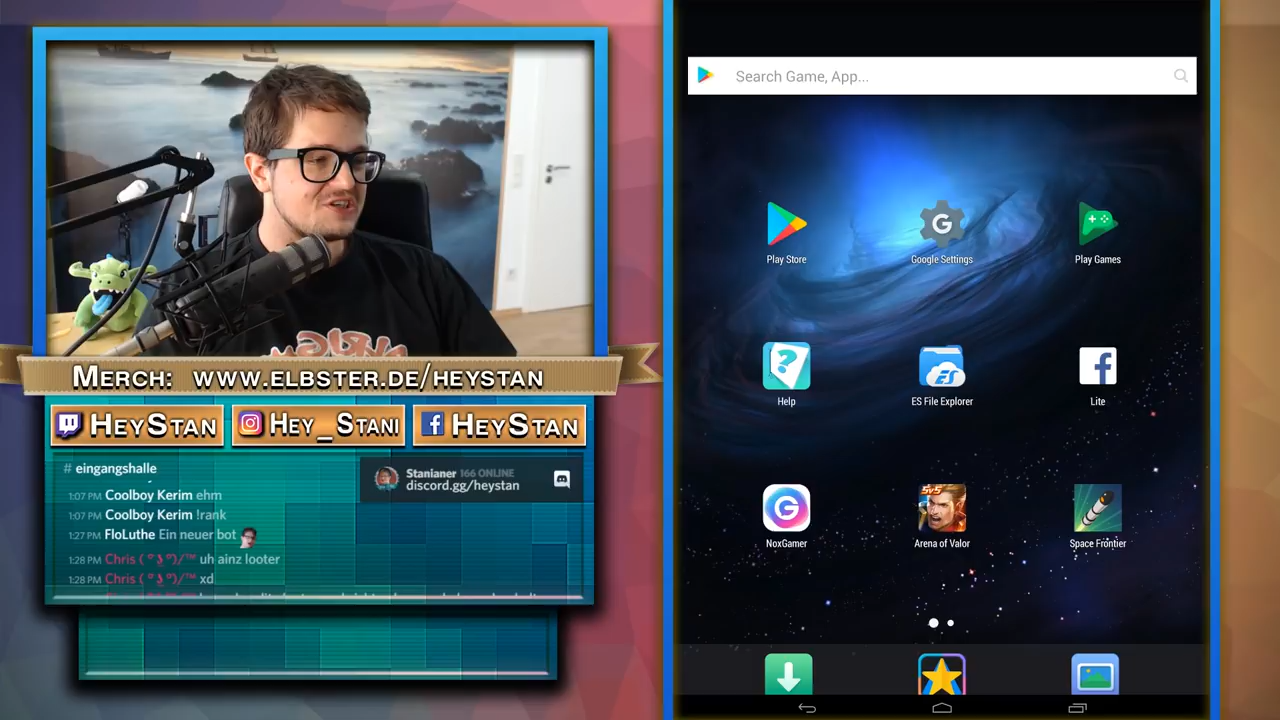 MERCH: WWW.ELBSTER.DE/HEYSTAN
HEYSTAN
HEY_STANI
HEYSTAN
# eingangshalle
Stanianer 166 ONLINE
discord.gg/heystan
1:07 PM Coolboy Kerim ehm
1:07 PM Coolboy Kerim !rank
1:27 PM FloLuthe Ein neuer bot
1:28 PM Chris ( ͡° ͜ʖ ͡°)/™ uh ainz looter
1:28 PM Chris ( ͡° ͜ʖ ͡°)/™ xd
Search Game, App...
Play Store
Google Settings
Play Games
Help
ES File Explorer
Lite
NoxGamer
5v5
Arena of Valor
Space Frontier